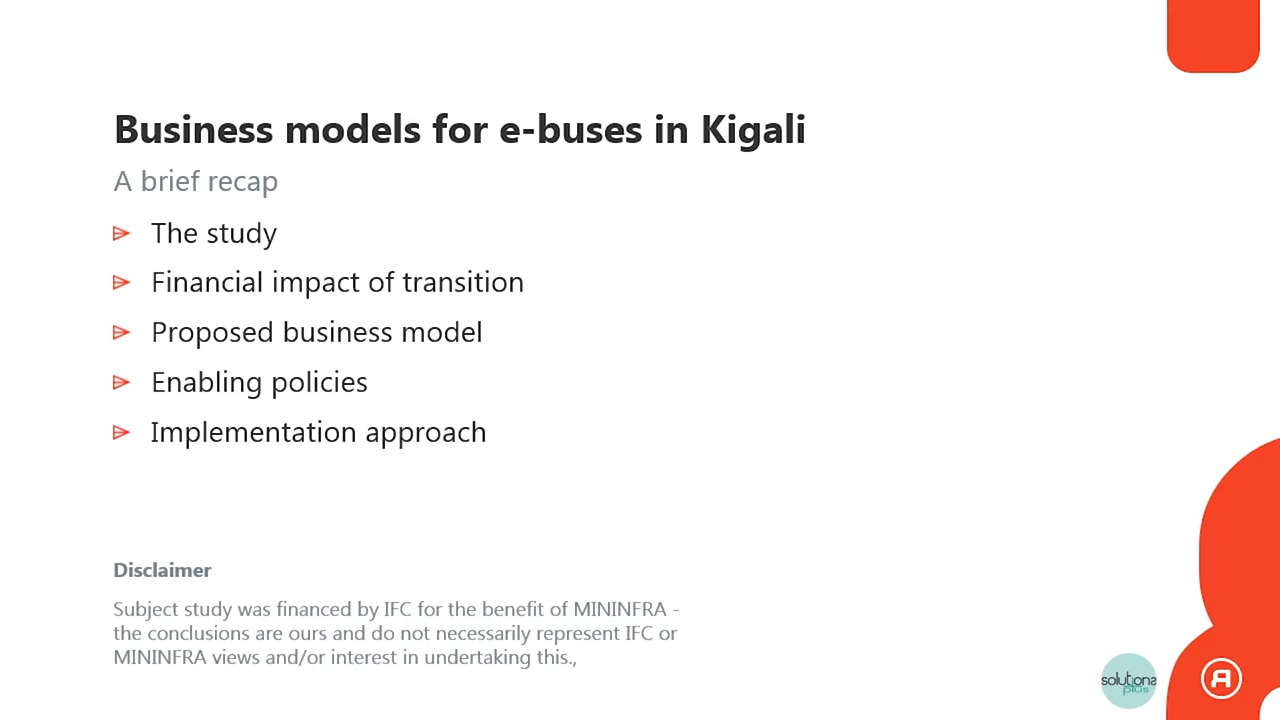 Business models for e-buses in Kigali
A brief recap
The study
Financial impact of transition
Proposed business model
Enabling policies
Implementation approach
Disclaimer
Subject study was financed by IFC for the benefit of MININFRA -
the conclusions are ours and do not necessarily represent IFC or
MININFRA views and/or interest in undertaking this.,
solutions
plus